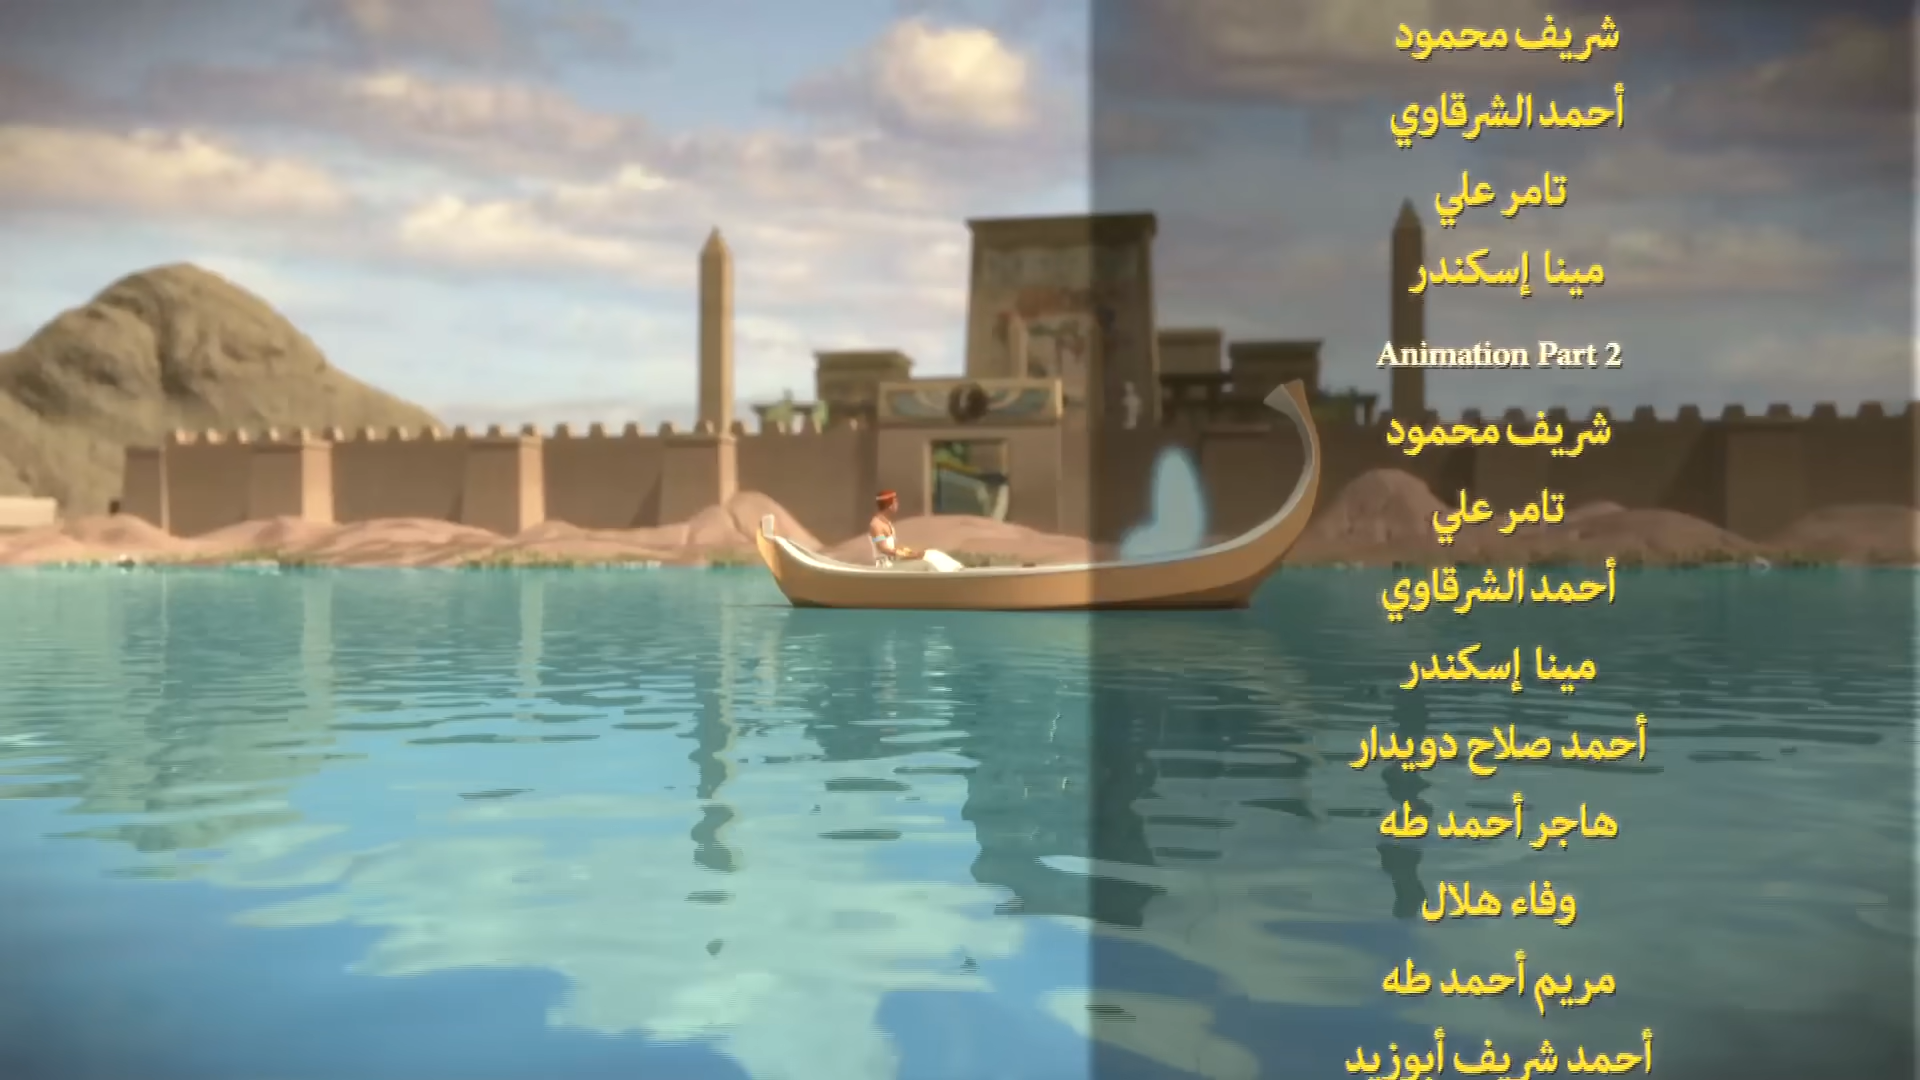 شريف محمود
أحمد الشرقاوي
تامر علي
مينا إسكندر
Animation Part 2
شريف محمود
تامر علي
أحمد الشرقاوي
مينا إسكندر
أحمد صلاح دويدار
هاجر أحمد طه
وفاء هلال
مريم أحمد طه
أحمد شريف أبوزيد